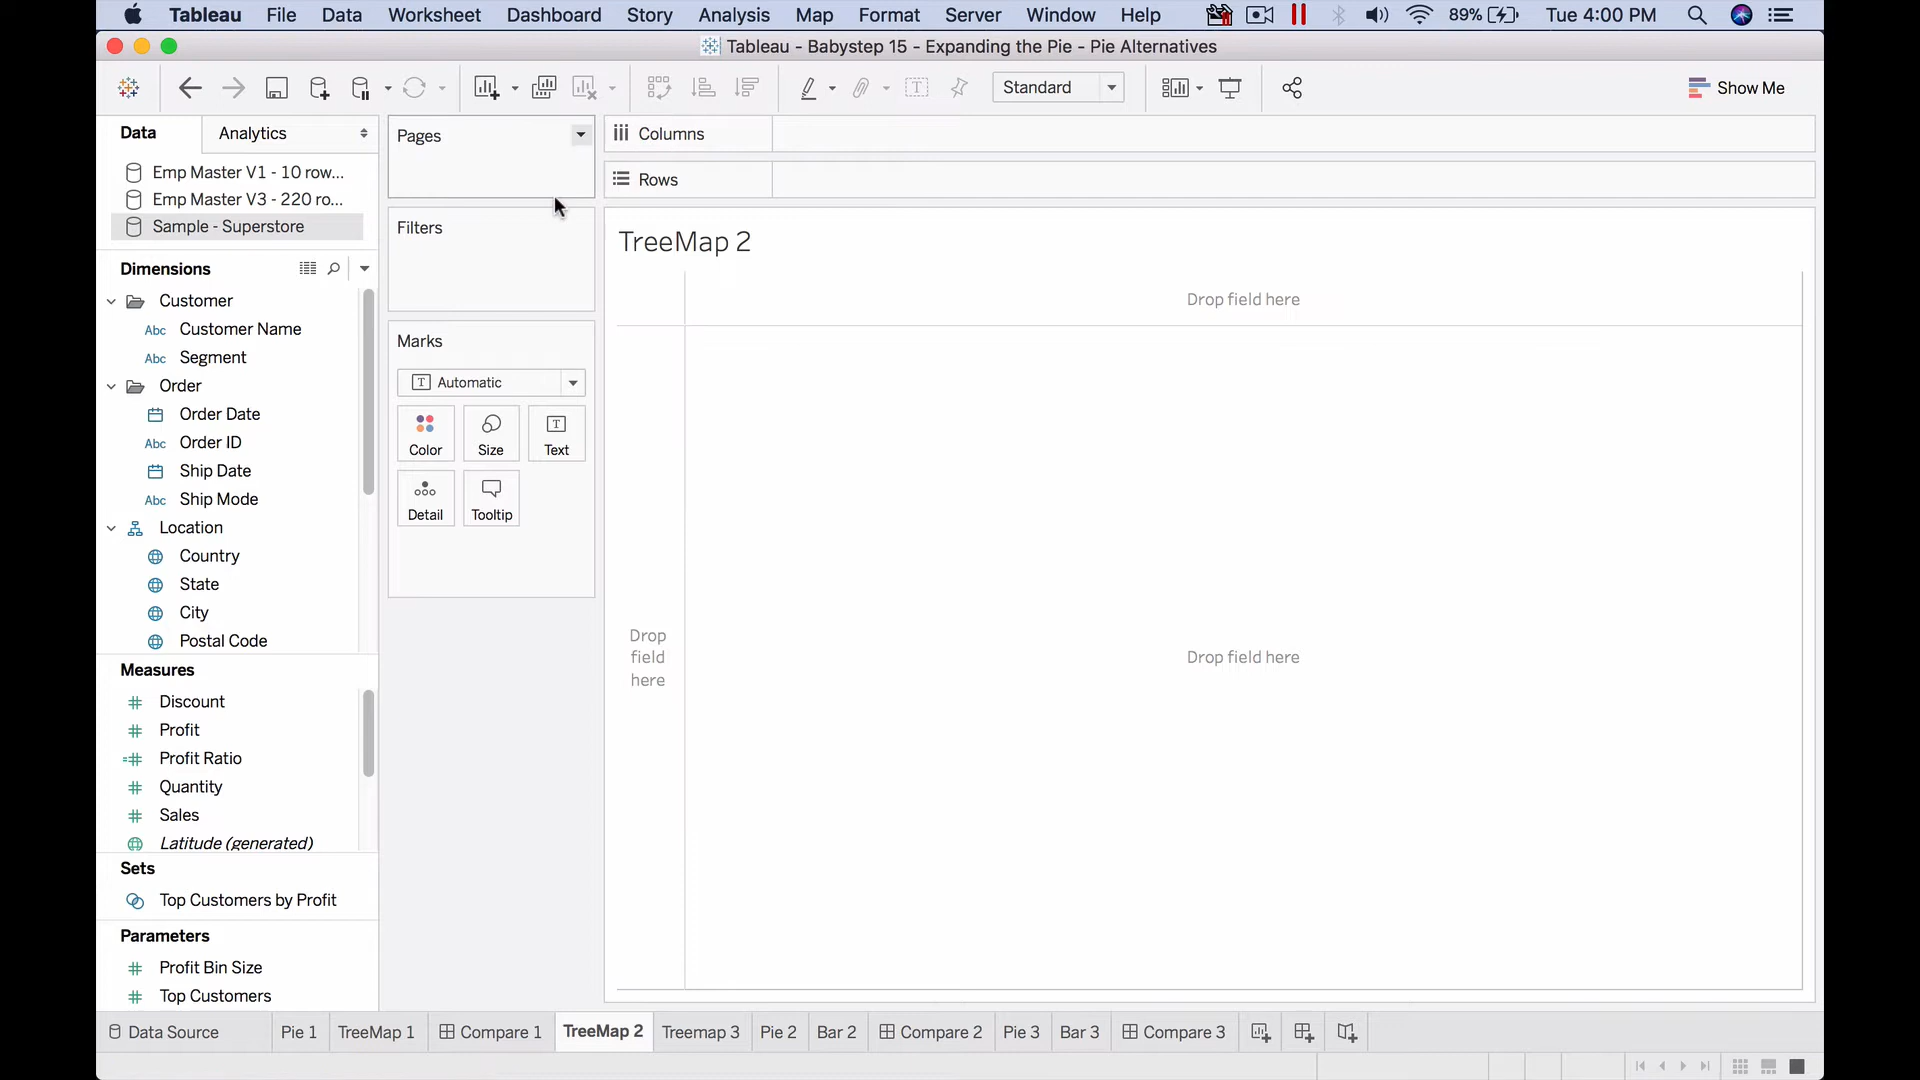 Tableau File Data Worksheet Dashboard Story Analysis Map Format Server Window Help 89% Tue 4:00 PM
Tableau - Babystep 15 - Expanding the Pie - Pie Alternatives
Standard Show Me
Data Analytics
Emp Master V1 - 10 row...
Emp Master V3 - 220 ro...
Sample - Superstore
Dimensions
Customer
Abc Customer Name
Abc Segment
Order
Order Date
Abc Order ID
Ship Date
Abc Ship Mode
Location
Country
State
City
Postal Code
Measures
Discount
Profit
Profit Ratio
Quantity
Sales
Latitude (generated)
Sets
Top Customers by Profit
Parameters
Profit Bin Size
Top Customers
Pages
Filters
Marks
T Automatic
Color Size T Text
Detail Tooltip
Columns
Rows
TreeMap 2
Drop field here
Drop
field
here
Drop field here
Data Source Pie 1 TreeMap 1 Compare 1 TreeMap 2 Treemap 3 Pie 2 Bar 2 Compare 2 Pie 3 Bar 3 Compare 3